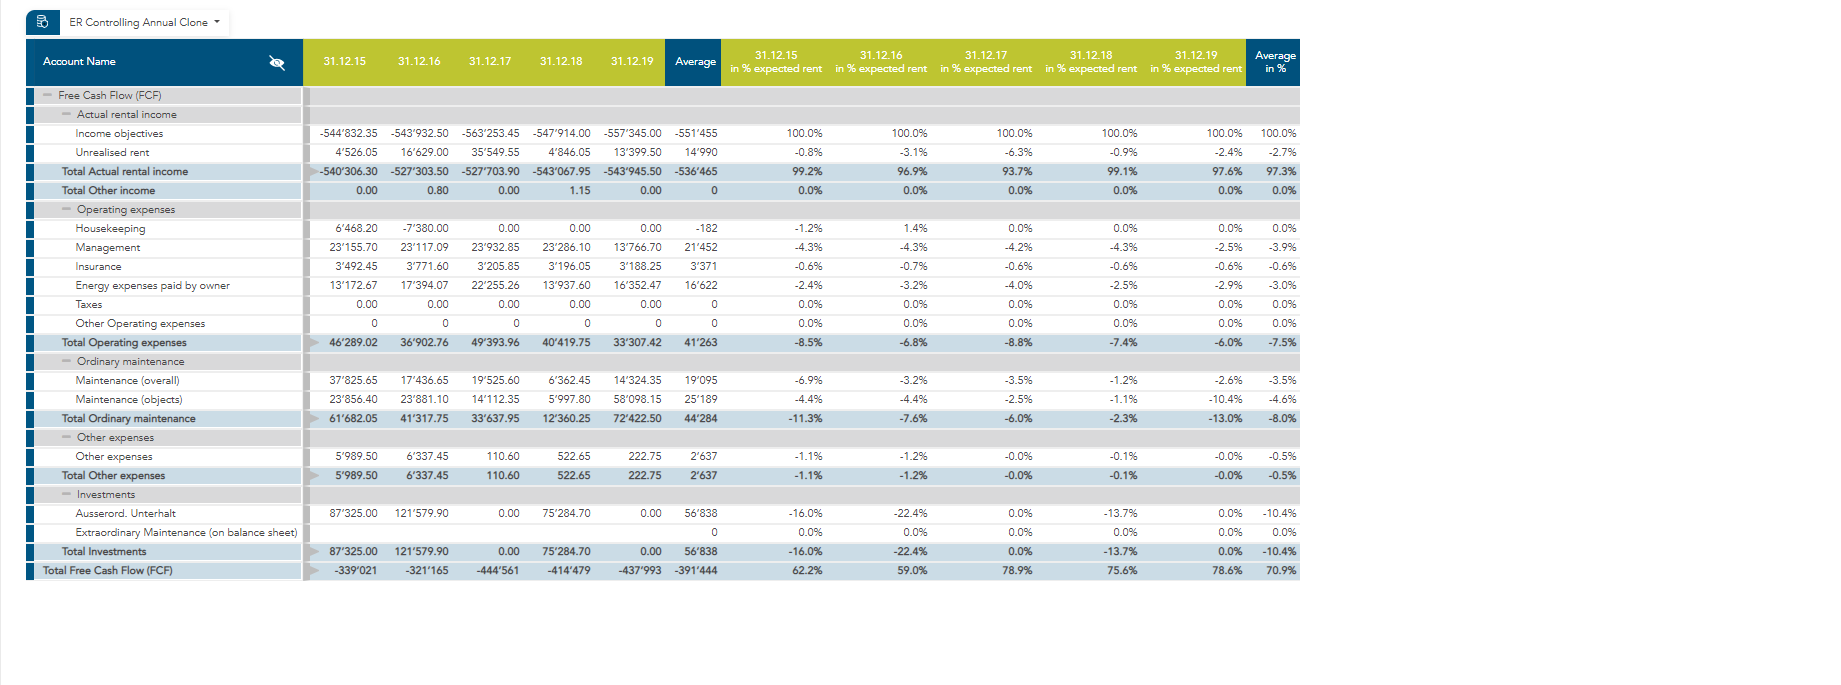 ER Controlling Annual Clone
Account Name 31.12.15 31.12.16 31.12.17 31.12.18 31.12.19 Average 31.12.15 in % expected rent 31.12.16 in % expected rent 31.12.17 in % expected rent 31.12.18 in % expected rent 31.12.19 in % expected rent Average in %
Free Cash Flow (FCF)
Actual rental income
Income objectives -544'832.35 -543'932.50 -563'253.45 -547'914.00 -557'345.00 -551'455 100.0% 100.0% 100.0% 100.0% 100.0% 100.0%
Unrealised rent 4'526.05 16'629.00 35'549.55 4'846.05 13'399.50 14'990 -0.8% -3.1% -6.3% -0.9% -2.4% -2.7%
Total Actual rental income -540'306.30 -527'303.50 -527'703.90 -543'067.95 -543'945.50 -536'465 99.2% 96.9% 93.7% 99.1% 97.6% 97.3%
Total Other income 0.00 0.80 0.00 1.15 0.00 0 0.0% 0.0% 0.0% 0.0% 0.0% 0.0%
Operating expenses
Housekeeping 6'468.20 -7'380.00 0.00 0.00 0.00 -182 -1.2% 1.4% 0.0% 0.0% 0.0% 0.0%
Management 23'155.70 23'117.09 23'932.85 23'286.10 13'766.70 21'452 -4.3% -4.3% -4.2% -4.3% -2.5% -3.9%
Insurance 3'492.45 3'771.60 3'205.85 3'196.05 3'188.25 3'371 -0.6% -0.7% -0.6% -0.6% -0.6% -0.6%
Energy expenses paid by owner 13'172.67 17'394.07 22'255.26 13'937.60 16'352.47 16'622 -2.4% -3.2% -4.0% -2.5% -2.9% -3.0%
Taxes 0.00 0.00 0.00 0.00 0.00 0 0.0% 0.0% 0.0% 0.0% 0.0% 0.0%
Other Operating expenses 0 0 0 0 0 0 0.0% 0.0% 0.0% 0.0% 0.0% 0.0%
Total Operating expenses 46'289.02 36'902.76 49'393.96 40'419.75 33'307.42 41'263 -8.5% -6.8% -8.8% -7.4% -6.0% -7.5%
Ordinary maintenance
Maintenance (overall) 37'825.65 17'436.65 19'525.60 6'362.45 14'324.35 19'095 -6.9% -3.2% -3.5% -1.2% -2.6% -3.5%
Maintenance (objects) 23'856.40 23'881.10 14'112.35 5'997.80 58'098.15 25'189 -4.4% -4.4% -2.5% -1.1% -10.4% -4.6%
Total Ordinary maintenance 61'682.05 41'317.75 33'637.95 12'360.25 72'422.50 44'284 -11.3% -7.6% -6.0% -2.3% -13.0% -8.0%
Other expenses
Other expenses 5'989.50 6'337.45 110.60 522.65 222.75 2'637 -1.1% -1.2% -0.0% -0.1% -0.0% -0.5%
Total Other expenses 5'989.50 6'337.45 110.60 522.65 222.75 2'637 -1.1% -1.2% -0.0% -0.1% -0.0% -0.5%
Investments
Ausserord. Unterhalt 87'325.00 121'579.90 0.00 75'284.70 0.00 56'838 -16.0% -22.4% 0.0% -13.7% 0.0% -10.4%
Extraordinary Maintenance (on balance sheet) 0 0.0% 0.0% 0.0% 0.0% 0.0% 0.0%
Total Investments 87'325.00 121'579.90 0.00 75'284.70 0.00 56'838 -16.0% -22.4% 0.0% -13.7% 0.0% -10.4%
Total Free Cash Flow (FCF) -339'021 -321'165 -444'561 -414'479 -437'993 -391'444 62.2% 59.0% 78.9% 75.6% 78.6% 70.9%